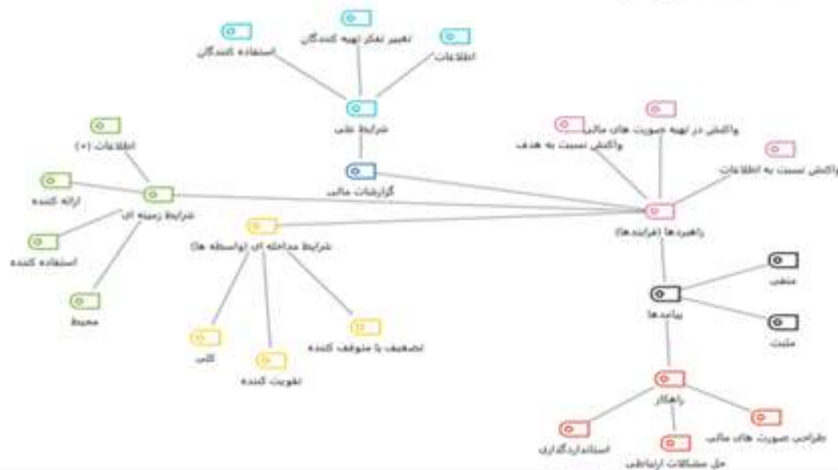 تغییر تفکر تهیه کنندگان
استفاده کنندگان
اطلاعات
شرایط علی
واکنش در تهیه صورت های مالی
واکنش نسبت به هدف
واکنش نسبت به اطلاعات
اطلاعات (+)
گزارشات مالی
ارائه کننده
شرایط زمینه ای
راهبردها (فرایندها)
شرایط مداخله ای (واسطه ها)
استفاده کننده
منفی
پیامدها
محیط
مثبت
تضعیف یا متوقف کننده
کلی
تقویت کننده
راهکار
طراحی صورت های مالی
استانداردگذاری
حل مشکلات ارتباطی